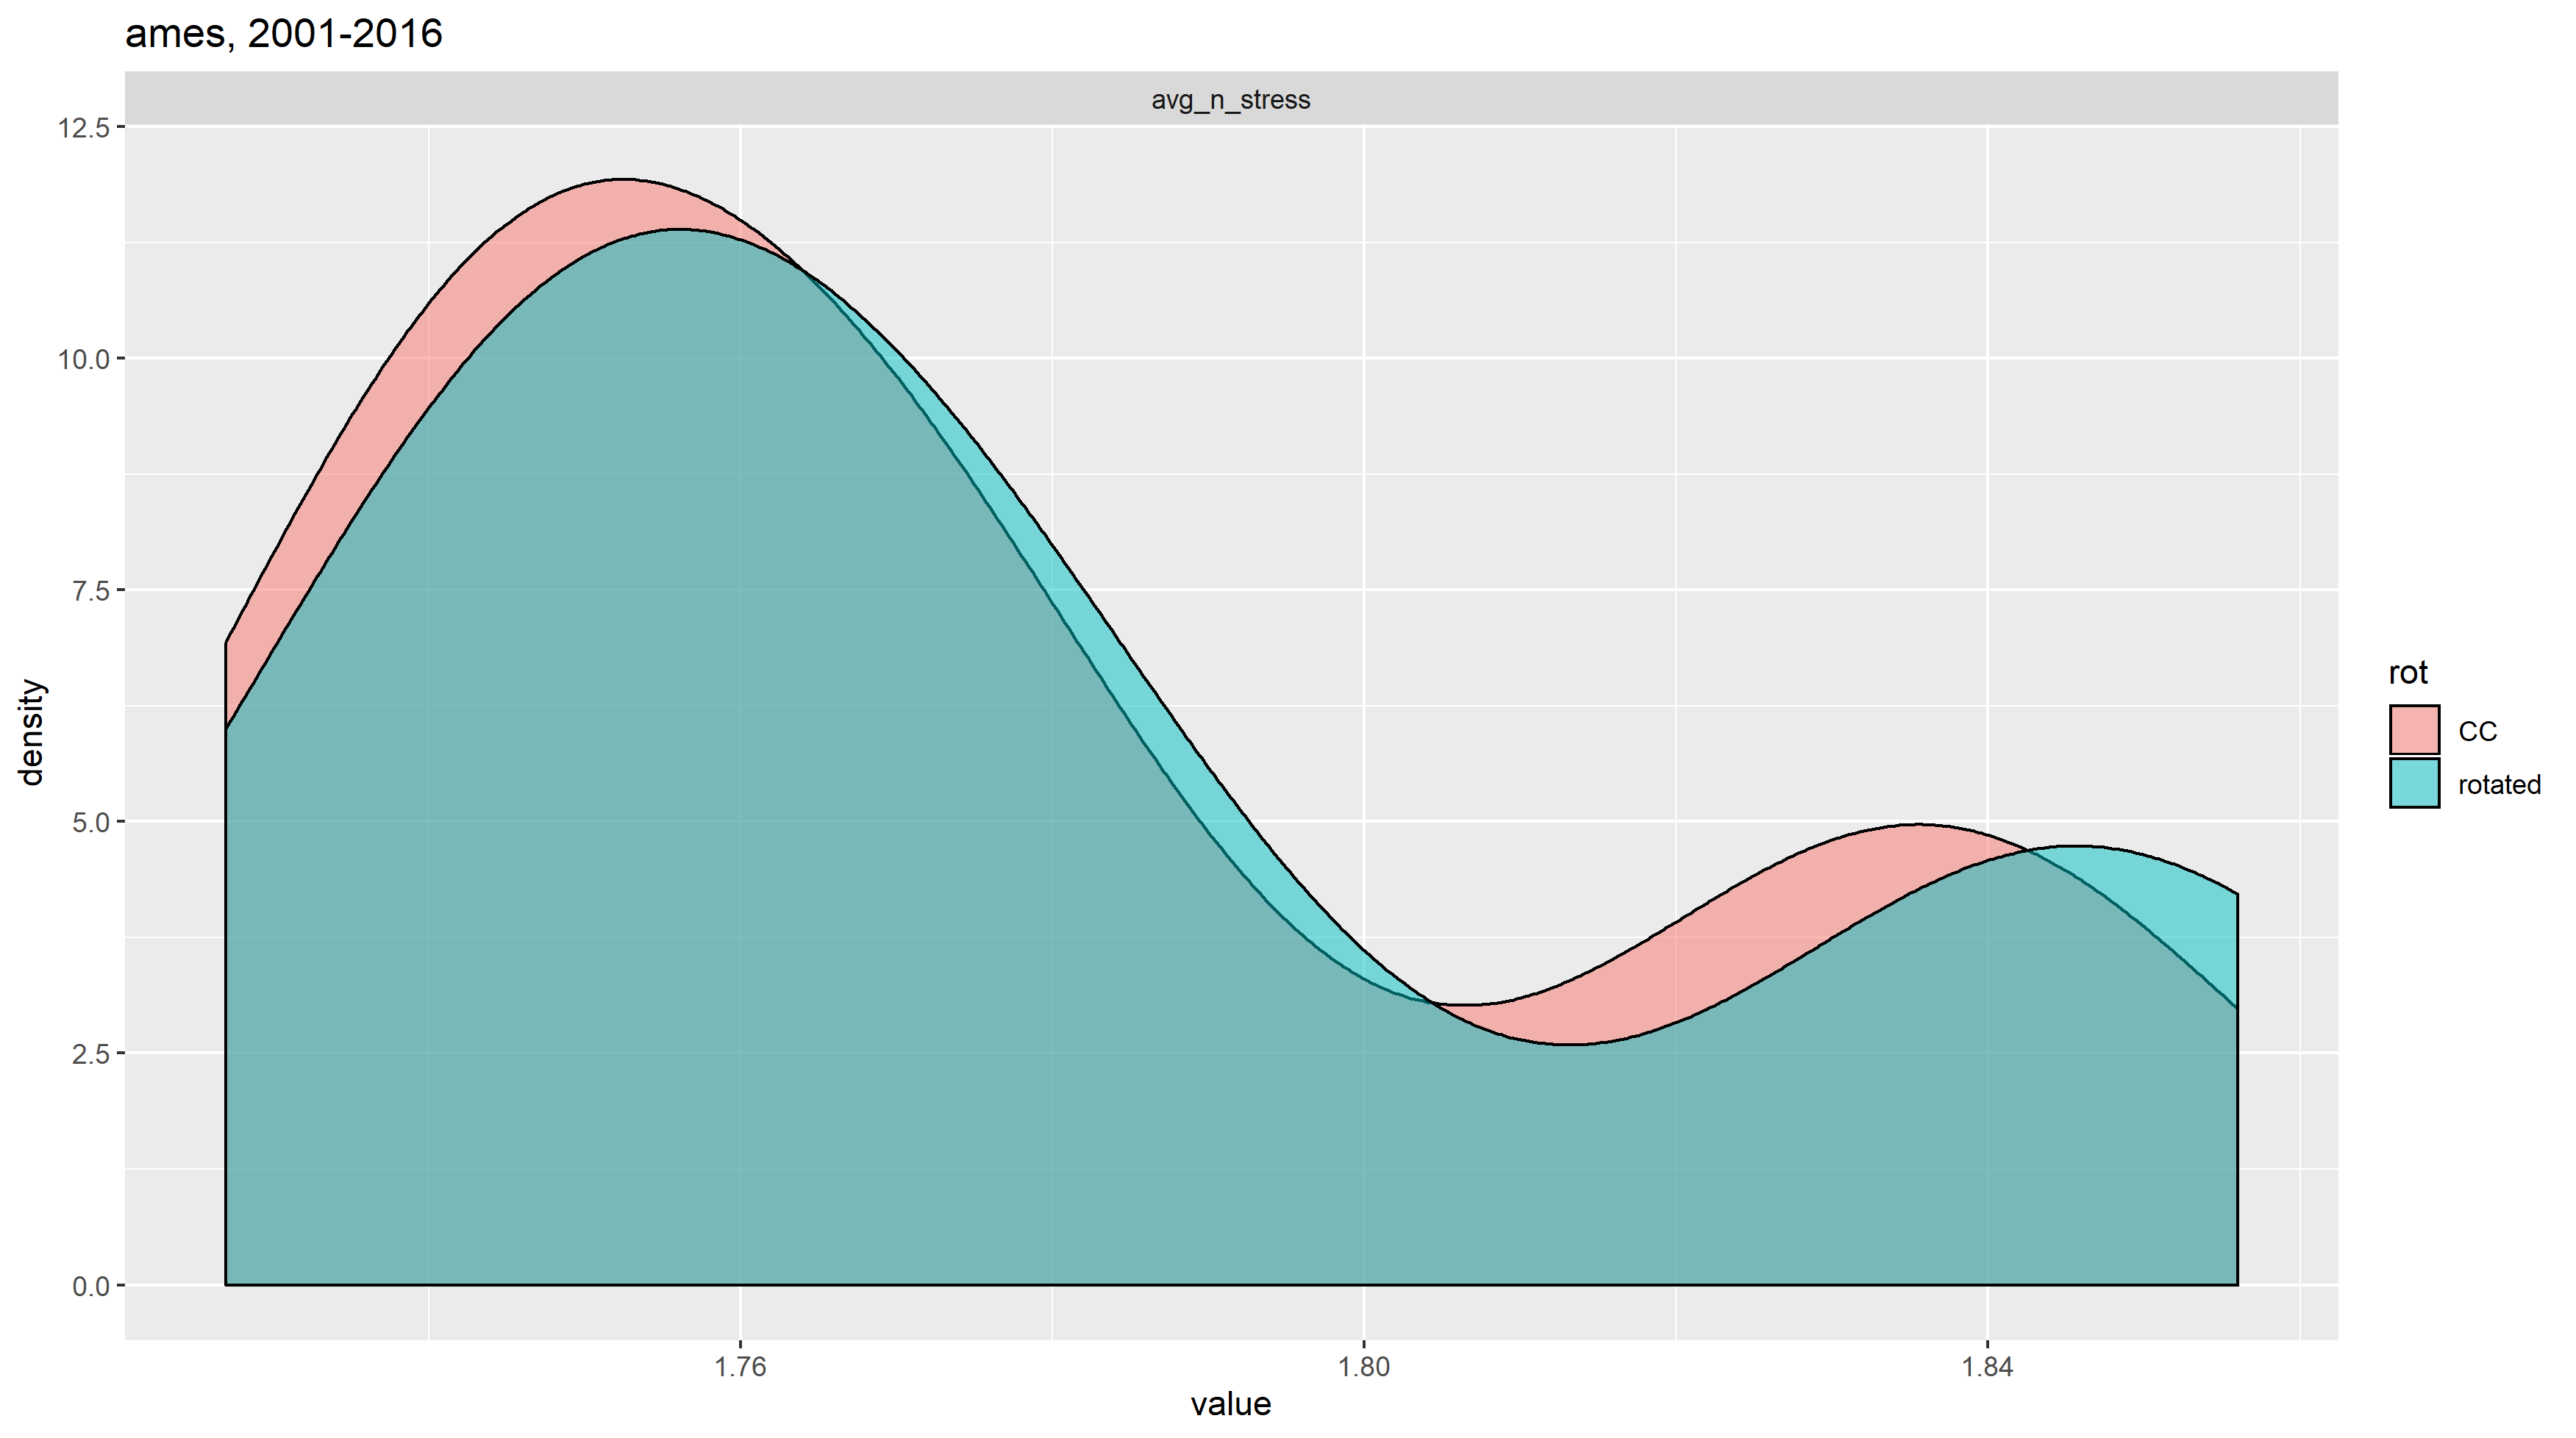 ames, 2001-2016
avg_n_stress
12.5
10.0
7.5
5.0
2.5
0.0
density
1.76
1.80
1.84
value
rot
CC
rotated